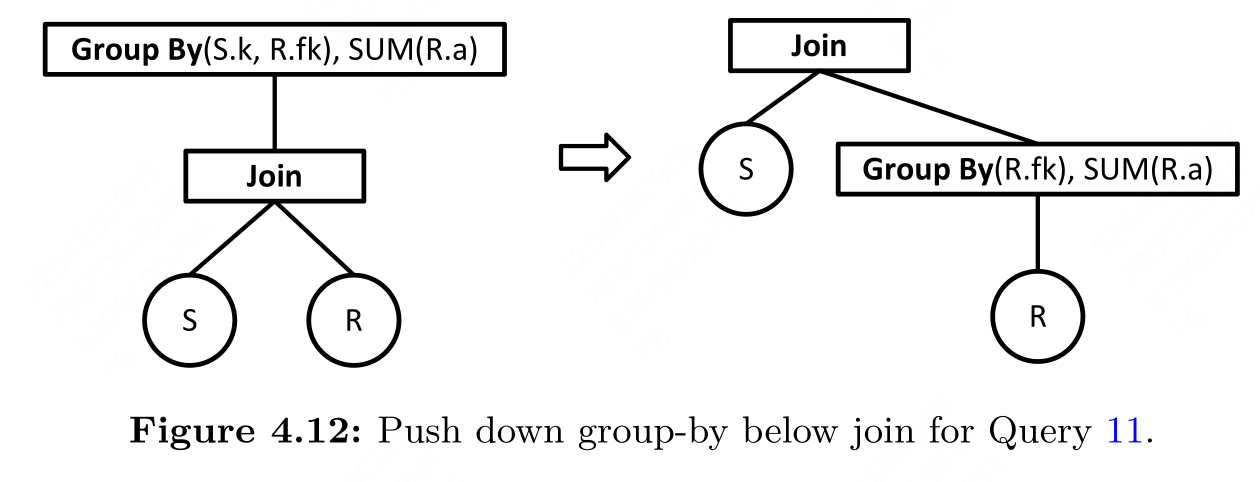 Group By(S.k, R.fk), SUM(R.a)
Join
S
R
Join
S
Group By(R.fk), SUM(R.a)
R
Figure 4.12: Push down group-by below join for Query 11.